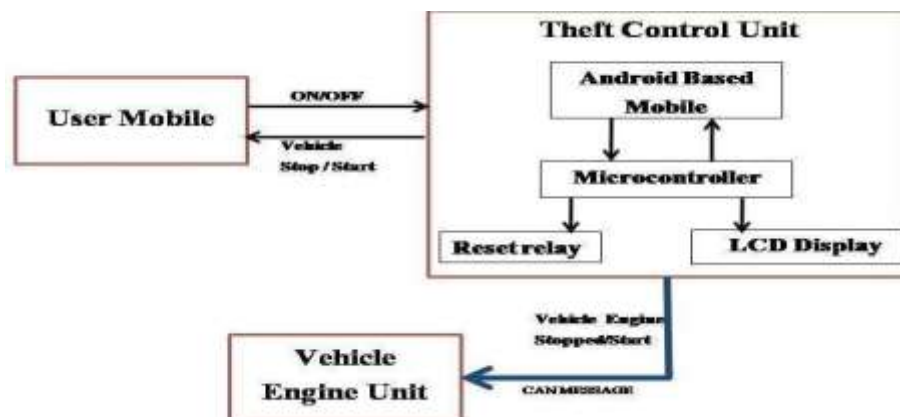 Theft Control Unit
Android Based
Mobile
ON/OFF
User Mobile
Vehicle
Stop / Start
Microcontroller
Reset relay
LCD Display
Vehicle Engine
Stopped/Start
Vehicle
Engine Unit
CAN MESSAGE